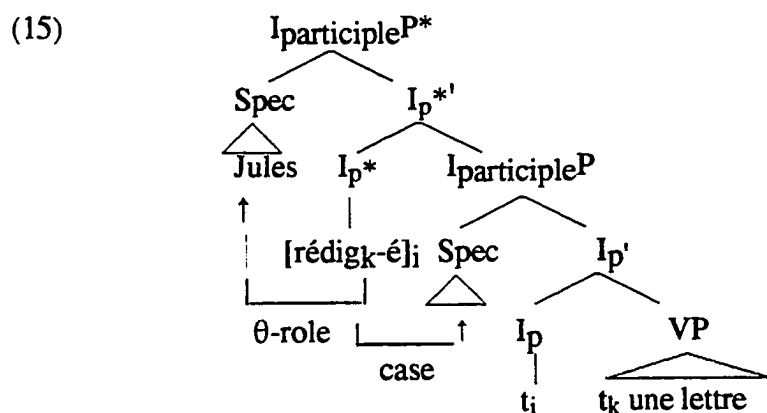 (15) IparticipleP*
Spec Ip*'
Jules Ip* IparticipleP
[rédigk-é]i Spec Ip'
θ-role Ip VP
case
ti tk une lettre